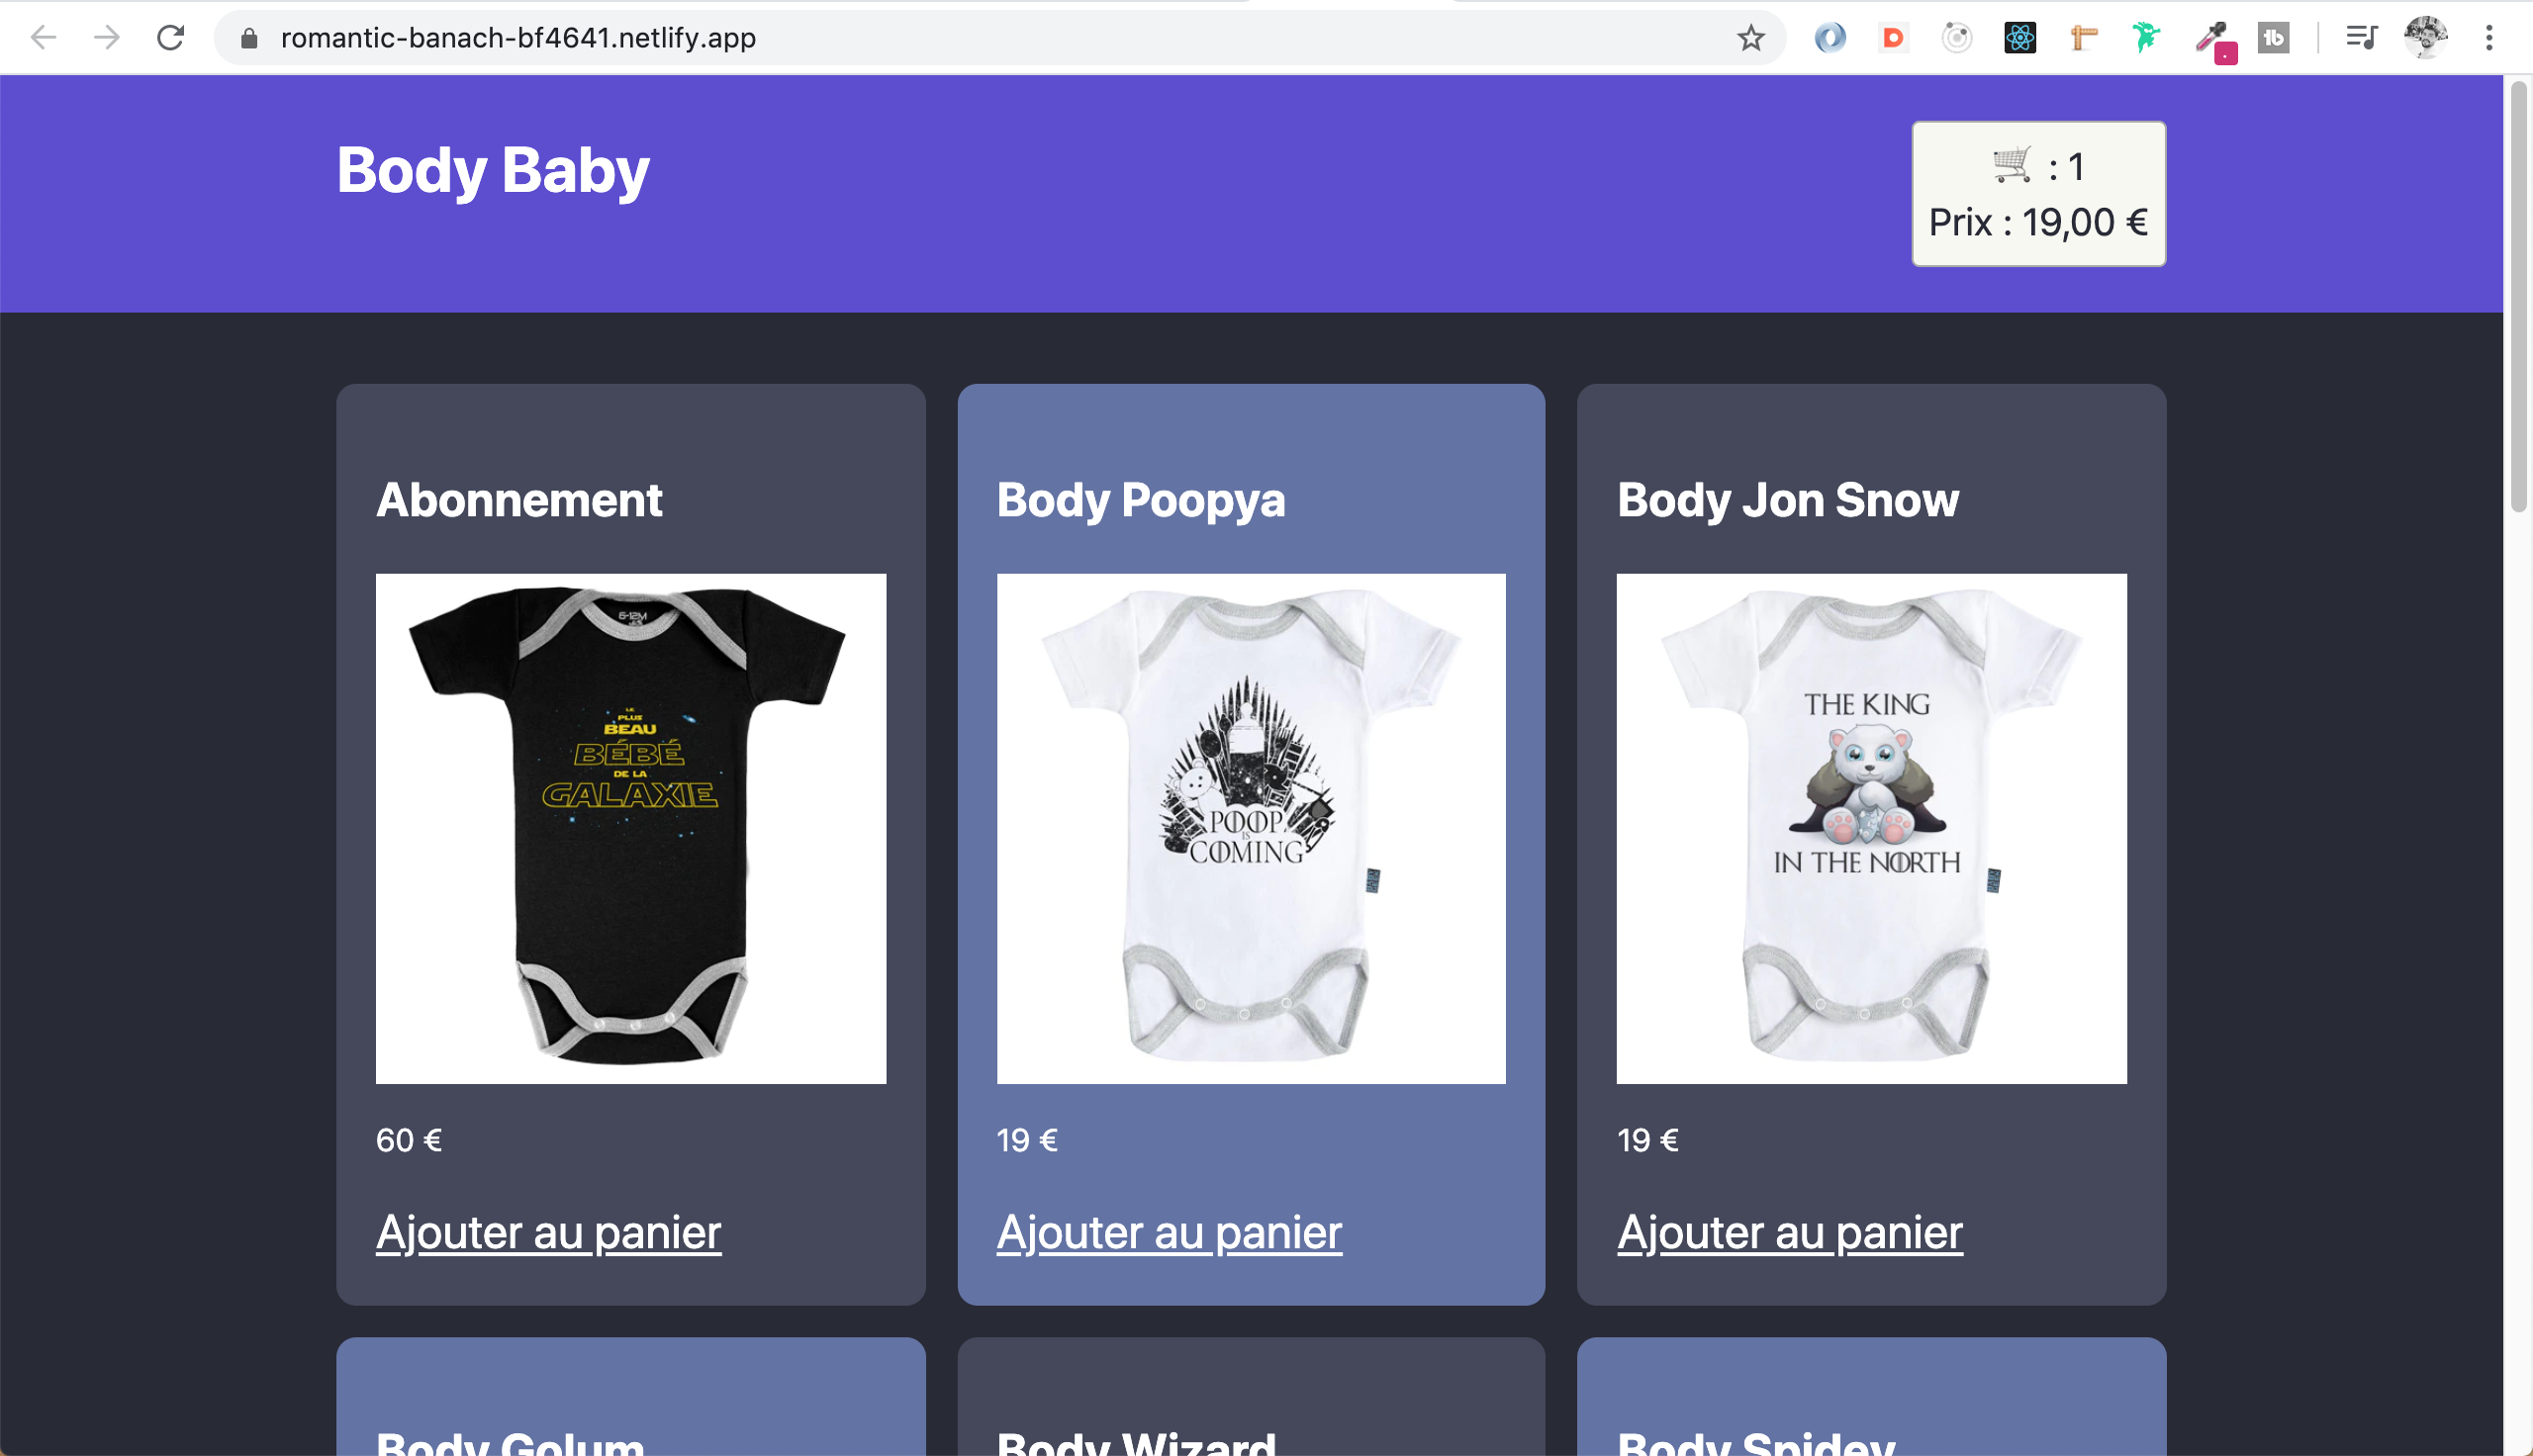 romantic-banach-bf4641.netlify.app
Body Baby
: 1
Prix : 19,00 €
Abonnement
6-12M
LE
PLUS
BEAU
BÉBÉ
DE LA
GALAXIE
60 €
Ajouter au panier
Body Poopya
POOP
IS
COMING
19 €
Ajouter au panier
Body Jon Snow
THE KING
IN THE NORTH
19 €
Ajouter au panier
Body Golum
Body Wizard
Body Spidey